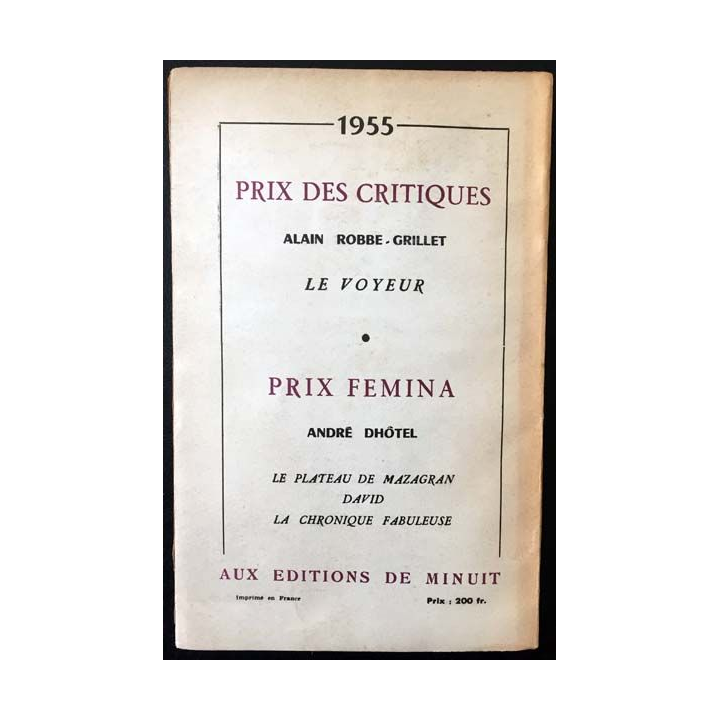 1955
PRIX DES CRITIQUES
ALAIN ROBBE-GRILLET
LE VOYEUR
•
PRIX FEMINA
ANDRÉ DHÔTEL
LE PLATEAU DE MAZAGRAN
DAVID
LA CHRONIQUE FABULEUSE
AUX EDITIONS DE MINUIT
Imprimé en France
Prix : 200 fr.